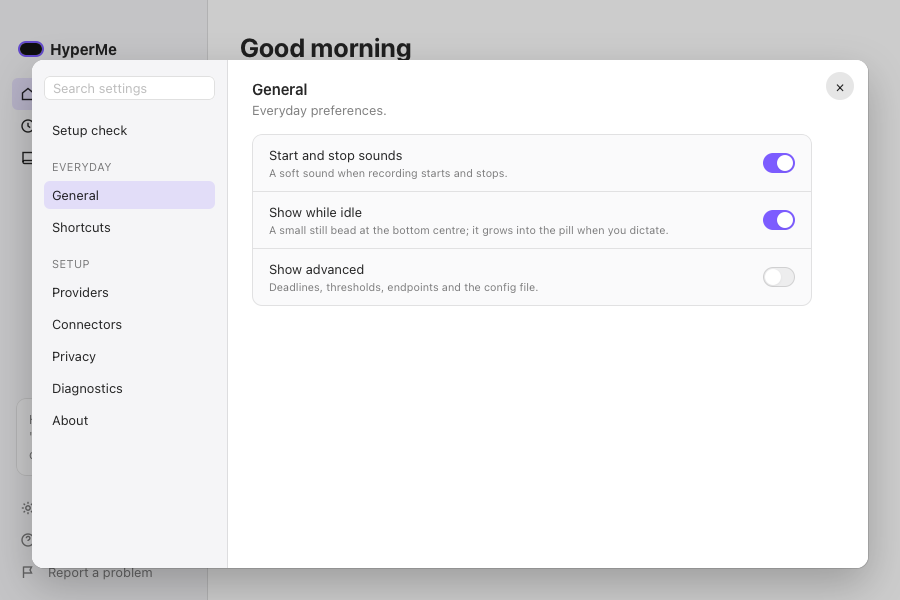 HyperMe
Good morning
Search settings
Setup check
EVERYDAY
General
Shortcuts
SETUP
Providers
Connectors
Privacy
Diagnostics
About
General
Everyday preferences.
×
Start and stop sounds
A soft sound when recording starts and stops.
Show while idle
A small still bead at the bottom centre; it grows into the pill when you dictate.
Show advanced
Deadlines, thresholds, endpoints and the config file.
Report a problem